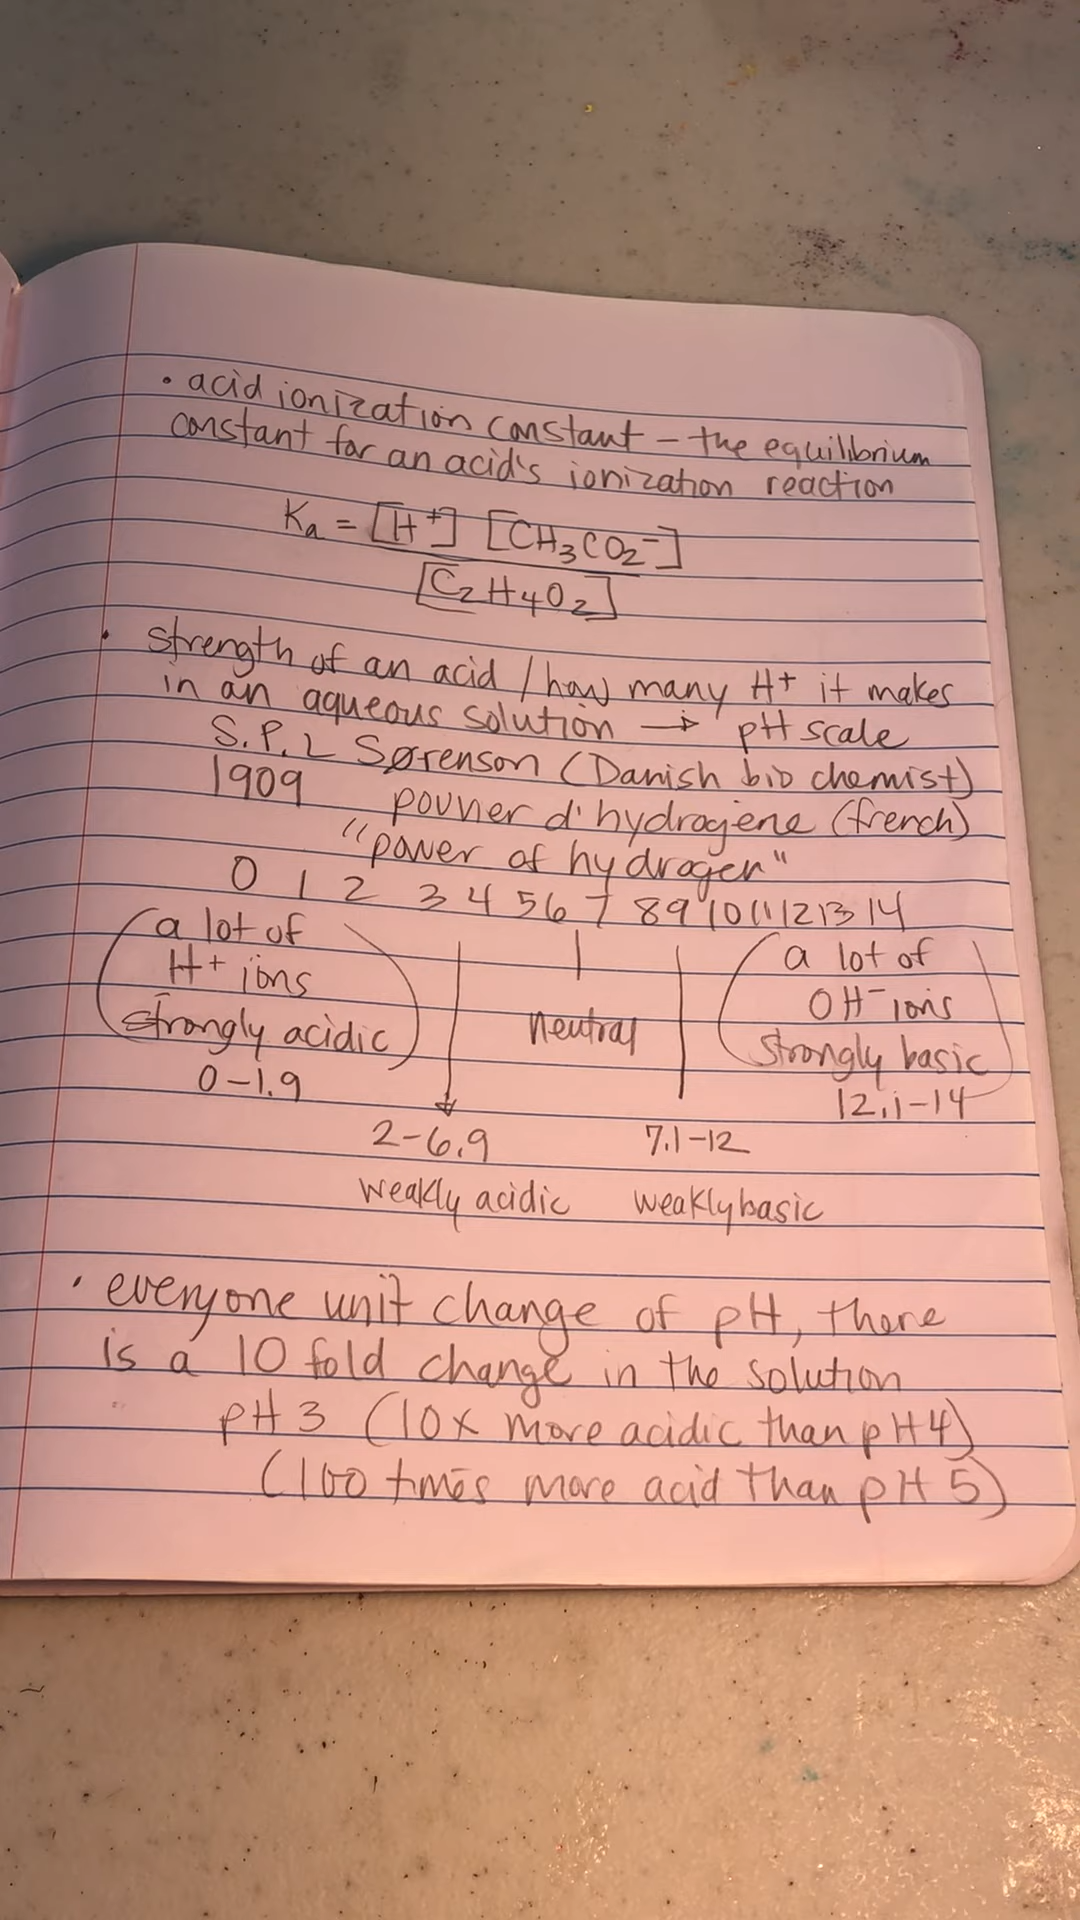 • acid ionization constant – the equilibrium
constant for an acid's ionization reaction
Ka = [H+] [CH3CO2-]
[C2H4O2]
• strength of an acid / how many H+ it makes
in an aqueous solution → pH scale
S.P.L Sørenson (Danish bio chemist)
1909 pouner d'hydrogène (french)
"power of hydrogen"
0 1 2 3 4 5 6 7 8 9 10 11 12 13 14
a lot of
H+ ions
strongly acidic
0-1.9
neutral
a lot of
OH- ions
strongly basic
12.1-14
2-6.9
7.1-12
weakly acidic
weakly basic
• everyone unit change of pH, there
is a 10 fold change in the solution
pH 3 (10x more acidic than pH 4)
(100 times more acid than pH 5)